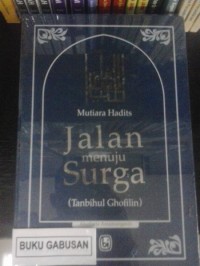 Mutiara Hadits
Jalan
menuju
Surga
(Tanbihul Ghofilin)
BUKU GABUSAN